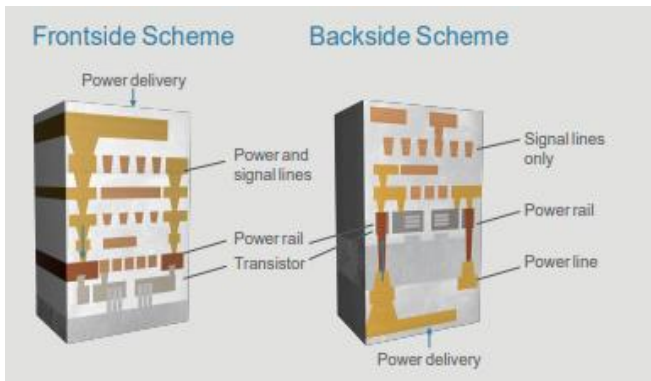 Frontside Scheme
Backside Scheme
Power delivery
Power and
signal lines
Signal lines
only
Power rail
Power rail
Transistor
Power line
Power delivery